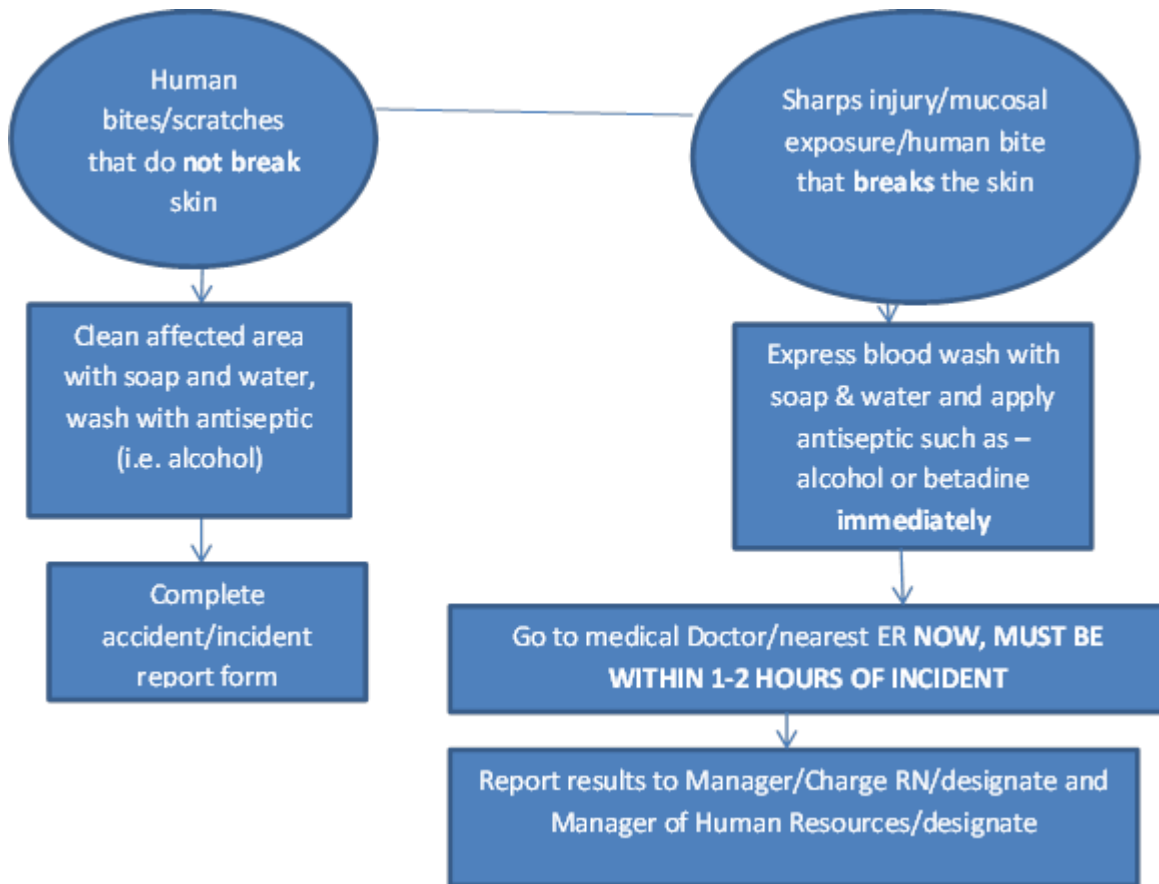 Human
bites/scratches
that do not break
skin
Sharps injury/mucosal
exposure/human bite
that breaks the skin
Clean affected area
with soap and water,
wash with antiseptic
(i.e. alcohol)
Express blood wash with
soap & water and apply
antiseptic such as –
alcohol or betadine
immediately
Complete
accident/incident
report form
Go to medical Doctor/nearest ER NOW, MUST BE
WITHIN 1-2 HOURS OF INCIDENT
Report results to Manager/Charge RN/designate and
Manager of Human Resources/designate